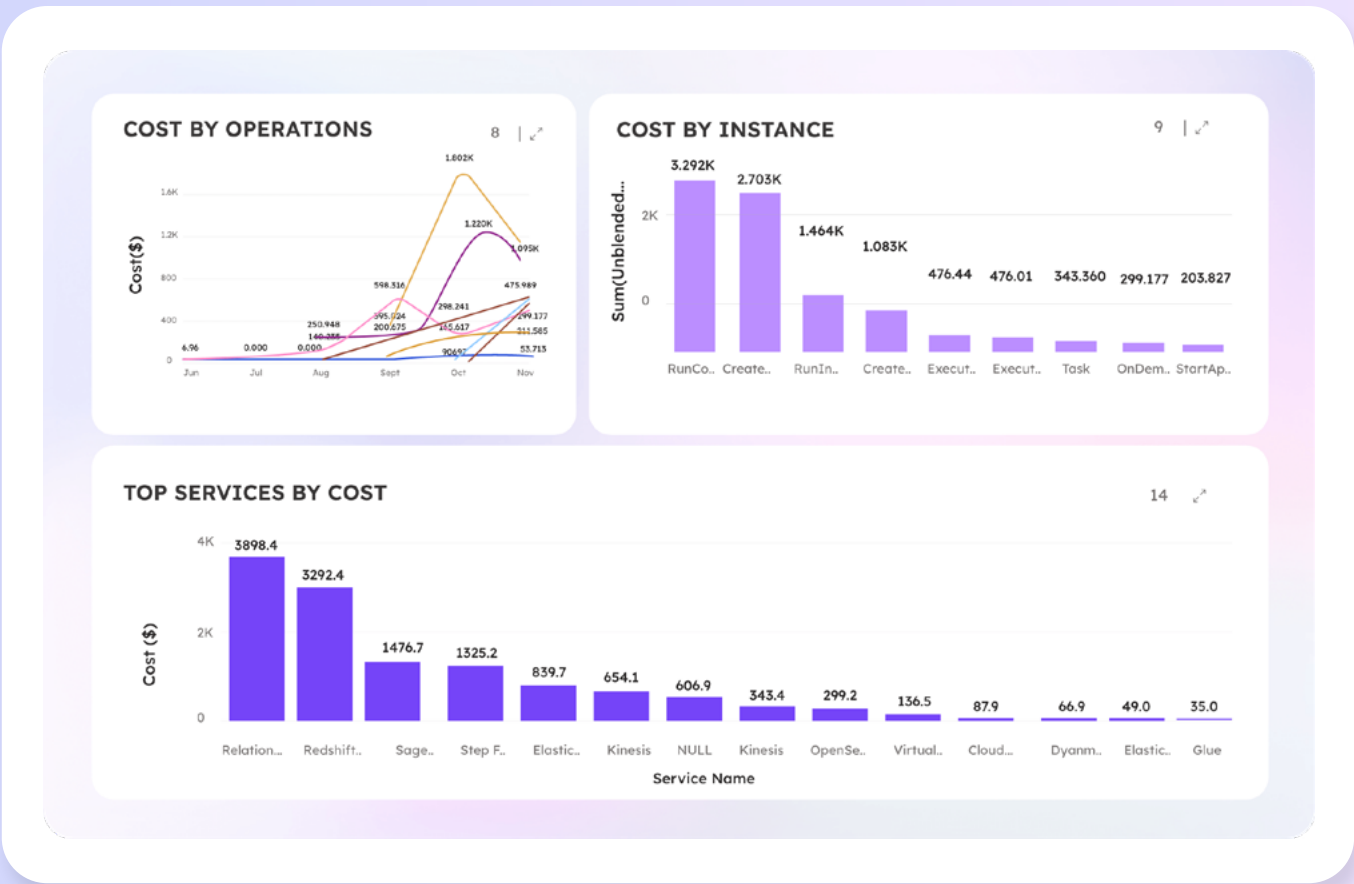 COST BY OPERATIONS
8
Cost($)
1.6K
1.2K
800
400
0
1.802K
1.220K
1.095K
598.316
475.989
298.241
250.948
200.675
299.177
6.96
0.000
0.000
53.715
Jun
Jul
Aug
Sept
Oct
Nov
COST BY INSTANCE
9
Sum(Unblended...
2K
0
3.292K
2.703K
1.464K
1.083K
476.44
476.01
343.360
299.177
203.827
RunCo..
Create..
RunIn..
Create..
Execut..
Execut..
Task
OnDem..
StartAp..
TOP SERVICES BY COST
14
Cost ($)
4K
2K
0
3898.4
3292.4
1476.7
1325.2
839.7
654.1
606.9
343.4
299.2
136.5
87.9
66.9
49.0
35.0
Relation...
Redshift..
Sage..
Step F..
Elastic..
Kinesis
NULL
Kinesis
OpenSe..
Virtual..
Cloud...
Dyanm..
Elastic..
Glue
Service Name